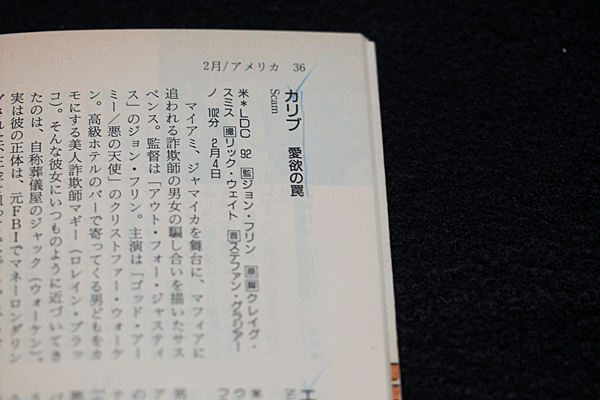 2月/アメリカ 36
カリブ 愛欲の罠
Scam
米*LDC 92 監ジョン・フリン 原 脚クレイグ・
スミス 撮リック・ウェイト 音ステファン・グラジアー
ノ 102分 2月4日
マイアミ、ジャマイカを舞台に、マフィアに
追われる詐欺師の男女の騙し合いを描いたサス
ペンス。監督は「アウト・フォー・ジャスティ
ス」のジョン・フリン。主演は「ゴッド・アー
ミー/悪の天使」のクリストファー・ウォーケ
ン。高級ホテルのバーで寄ってくる男どもをカ
モにする美人詐欺師マギー(ロレイン・ブラッ
コ)。そんな彼女にいつものように近づいてき
たのは、自称葬儀屋のジャック(ウォーケン)。
実は彼の正体は、元FBIでマネーロンダリン